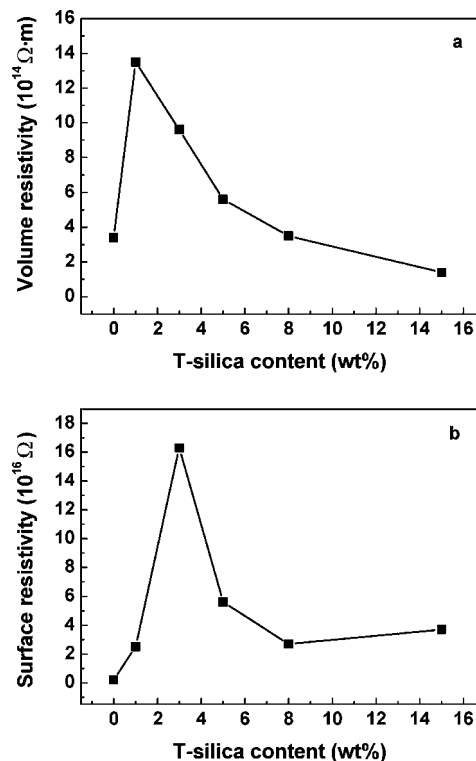 a
Volume resistivity (10¹⁴ Ω·m)
16
14
12
10
8
6
4
2
0
0 2 4 6 8 10 12 14 16
T-silica content (wt%)
b
Surface resistivity (10¹⁶ Ω)
18
16
14
12
10
8
6
4
2
0
0 2 4 6 8 10 12 14 16
T-silica content (wt%)